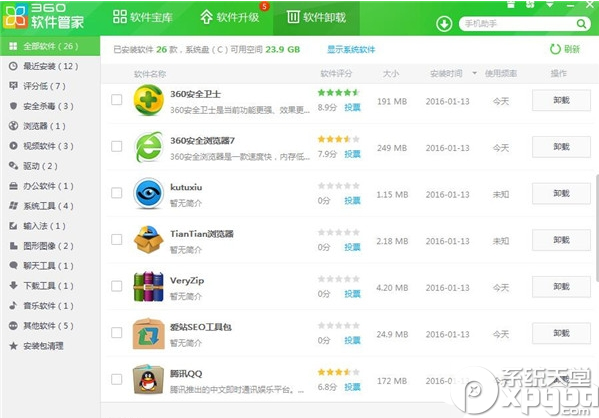 360
软件管家
软件宝库
软件升级
5
软件卸载
手机助手
全部软件 ( 26 )
最近安装 ( 12 )
评分低 ( 7 )
安全杀毒 ( 3 )
浏览器 ( 1 )
视频软件 ( 3 )
驱动 ( 2 )
办公软件 ( 1 )
系统工具 ( 4 )
输入法 ( 1 )
图形图像 ( 2 )
聊天工具 ( 1 )
下载工具 ( 1 )
音乐软件 ( 1 )
其他软件 ( 5 )
安装包清理
已安装软件 26 款，系统盘 ( C ) 可用空间 23.9 GB
显示系统软件
刷新
软件名称 软件评分 大小 安装时间 使用频率 操作
360安全卫士
360安全卫士是当前功能更强、效果更...
8.9分 投票
191 MB 2016-01-13 今天 卸载
360安全浏览器7
360安全浏览器是一款速度快，内存低...
7.9分 投票
249 MB 2016-01-13 今天 卸载
kutuxiu
暂无简介
0分 投票
1.15 MB 2016-01-13 未知 卸载
TianTian浏览器
暂无简介
0分 投票
2.18 MB 2016-01-13 未知 卸载
VeryZip
暂无简介
0分 投票
4.20 MB 2016-01-13 今天 卸载
爱站SEO工具包
暂无简介
0分 投票
24.9 MB 2016-01-13 今天 卸载
腾讯QQ
腾讯推出的中文即时通讯娱乐平台。...
6.8分 投票
172 MB 2016-01-13 今天 卸载
系统天堂